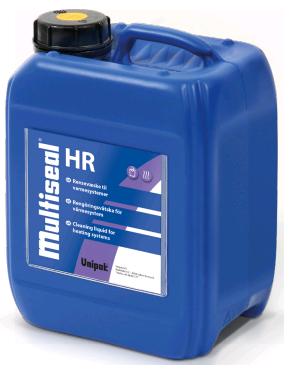 Multiseal®
HR
Rensevæske til
varmesystemer
Rengöringsvätska för
värmesystem
Cleaning liquid for
heating systems
Unipak